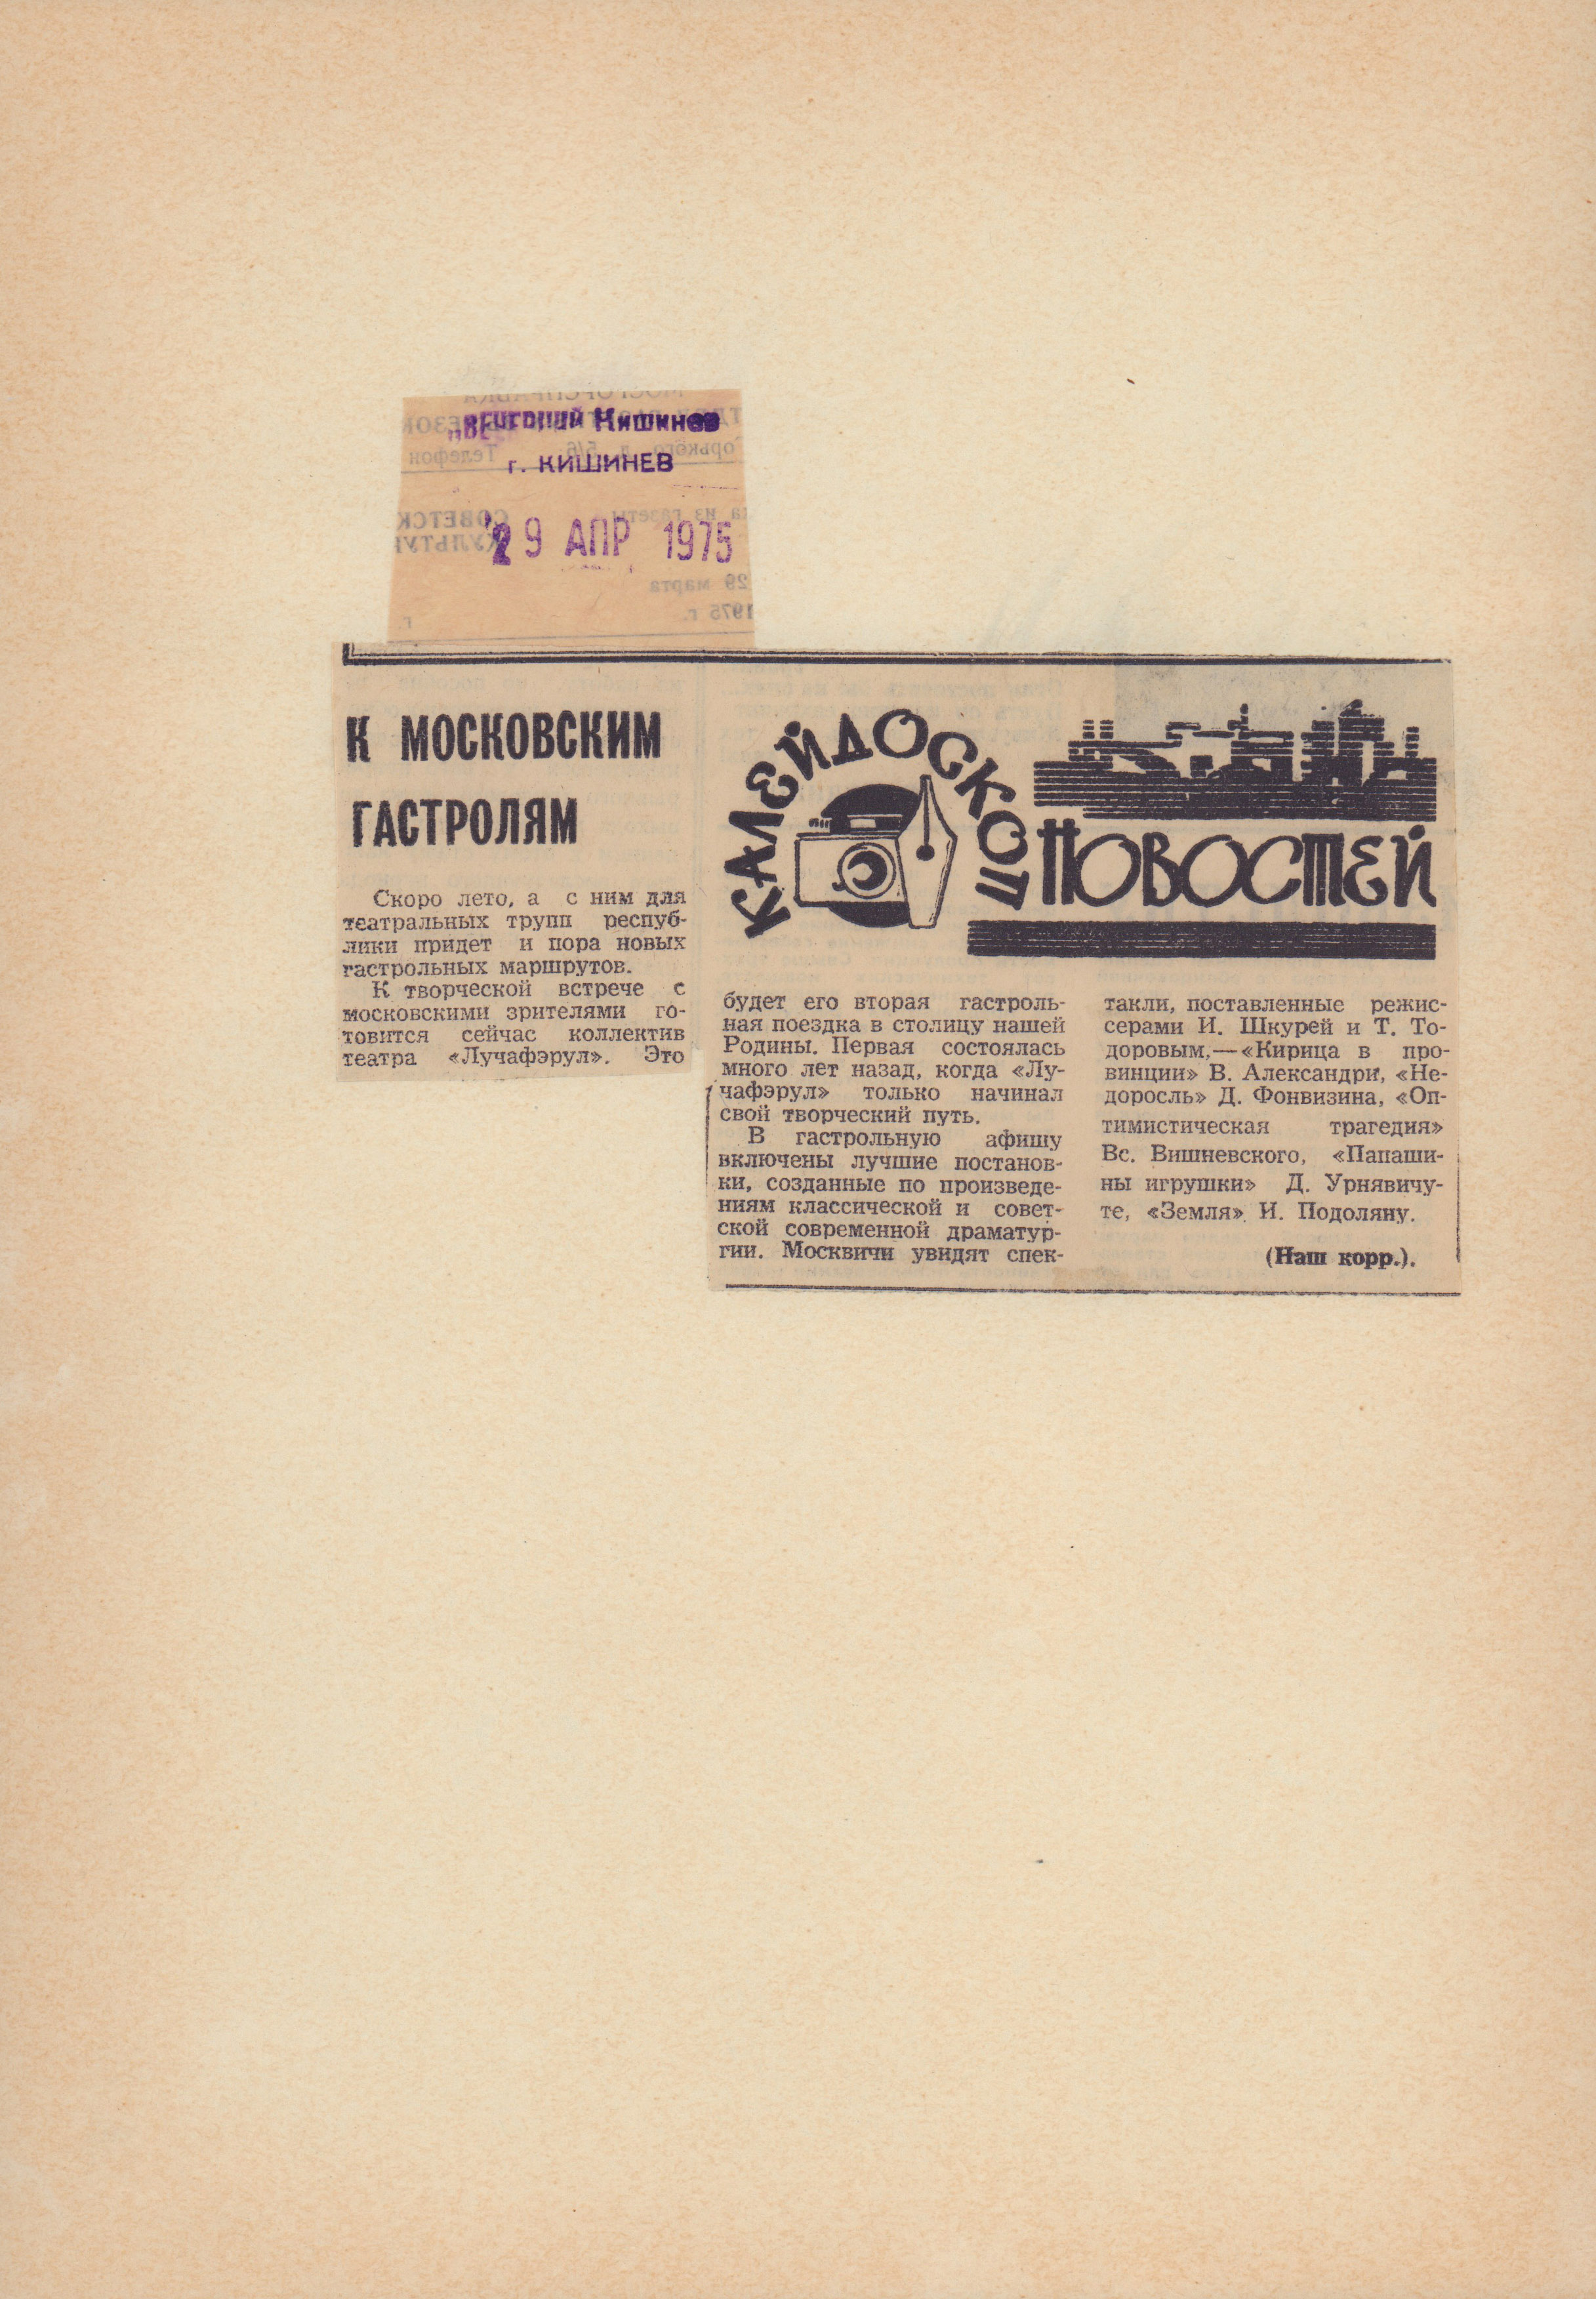 „Вечерний Кишинев
г. КИШИНЕВ
29 АПР 1975
К МОСКОВСКИМ
ГАСТРОЛЯМ
Скоро лето, а с ним для
театральных трупп респуб-
лики придет и пора новых
гастрольных маршрутов.
К творческой встрече с
московскими зрителями го-
товится сейчас коллектив
театра «Лучафэрул». Это
КАЛЕЙДОСКОП
НОВОСТЕЙ
будет его вторая гастроль-
ная поездка в столицу нашей
Родины. Первая состоялась
много лет назад, когда «Лу-
чафэрул» только начинал
свой творческий путь.
В гастрольную афишу
включены лучшие постанов-
ки, созданные по произведе-
ниям классической и совет-
ской современной драматур-
гии. Москвичи увидят спек-
такли, поставленные режис-
серами И. Шкурей и Т. То-
доровым,—«Кирица в про-
винции» В. Александри, «Не-
доросль» Д. Фонвизина, «Оп-
тимистическая трагедия»
Вс. Вишневского, «Папаши-
ны игрушки» Д. Урнявичу-
те, «Земля» И. Подоляну.
(Наш корр.).